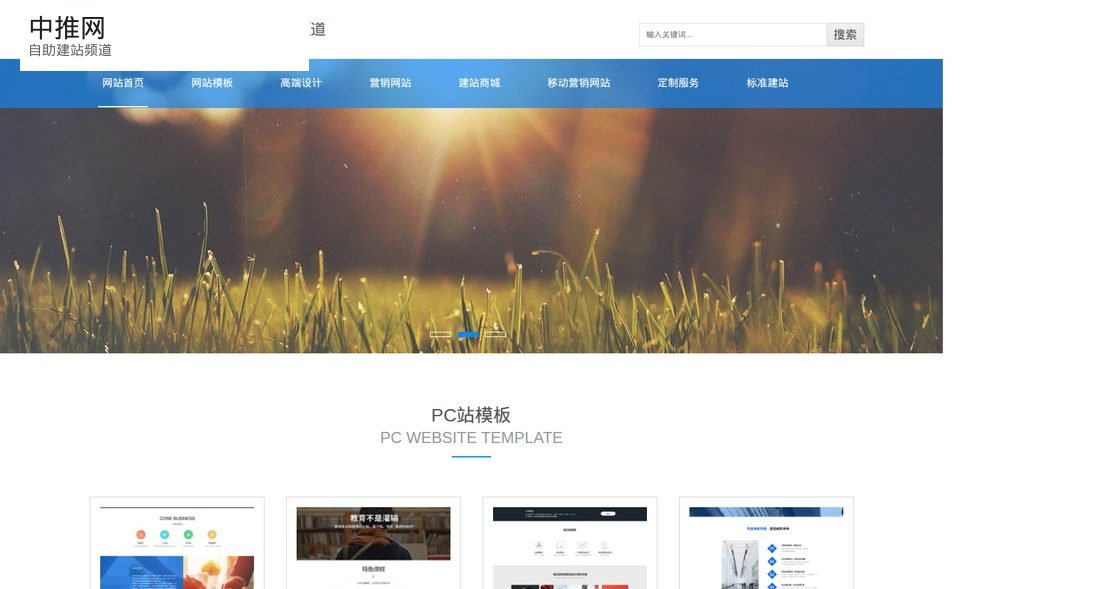 中推网
自助建站频道
道
输入关键词...
搜索
网站首页
网站模板
高端设计
营销网站
建站商城
移动营销网站
定制服务
标准建站
PC站模板
PC WEBSITE TEMPLATE
CORE BUSINESS
教育不是灌输
特色课程